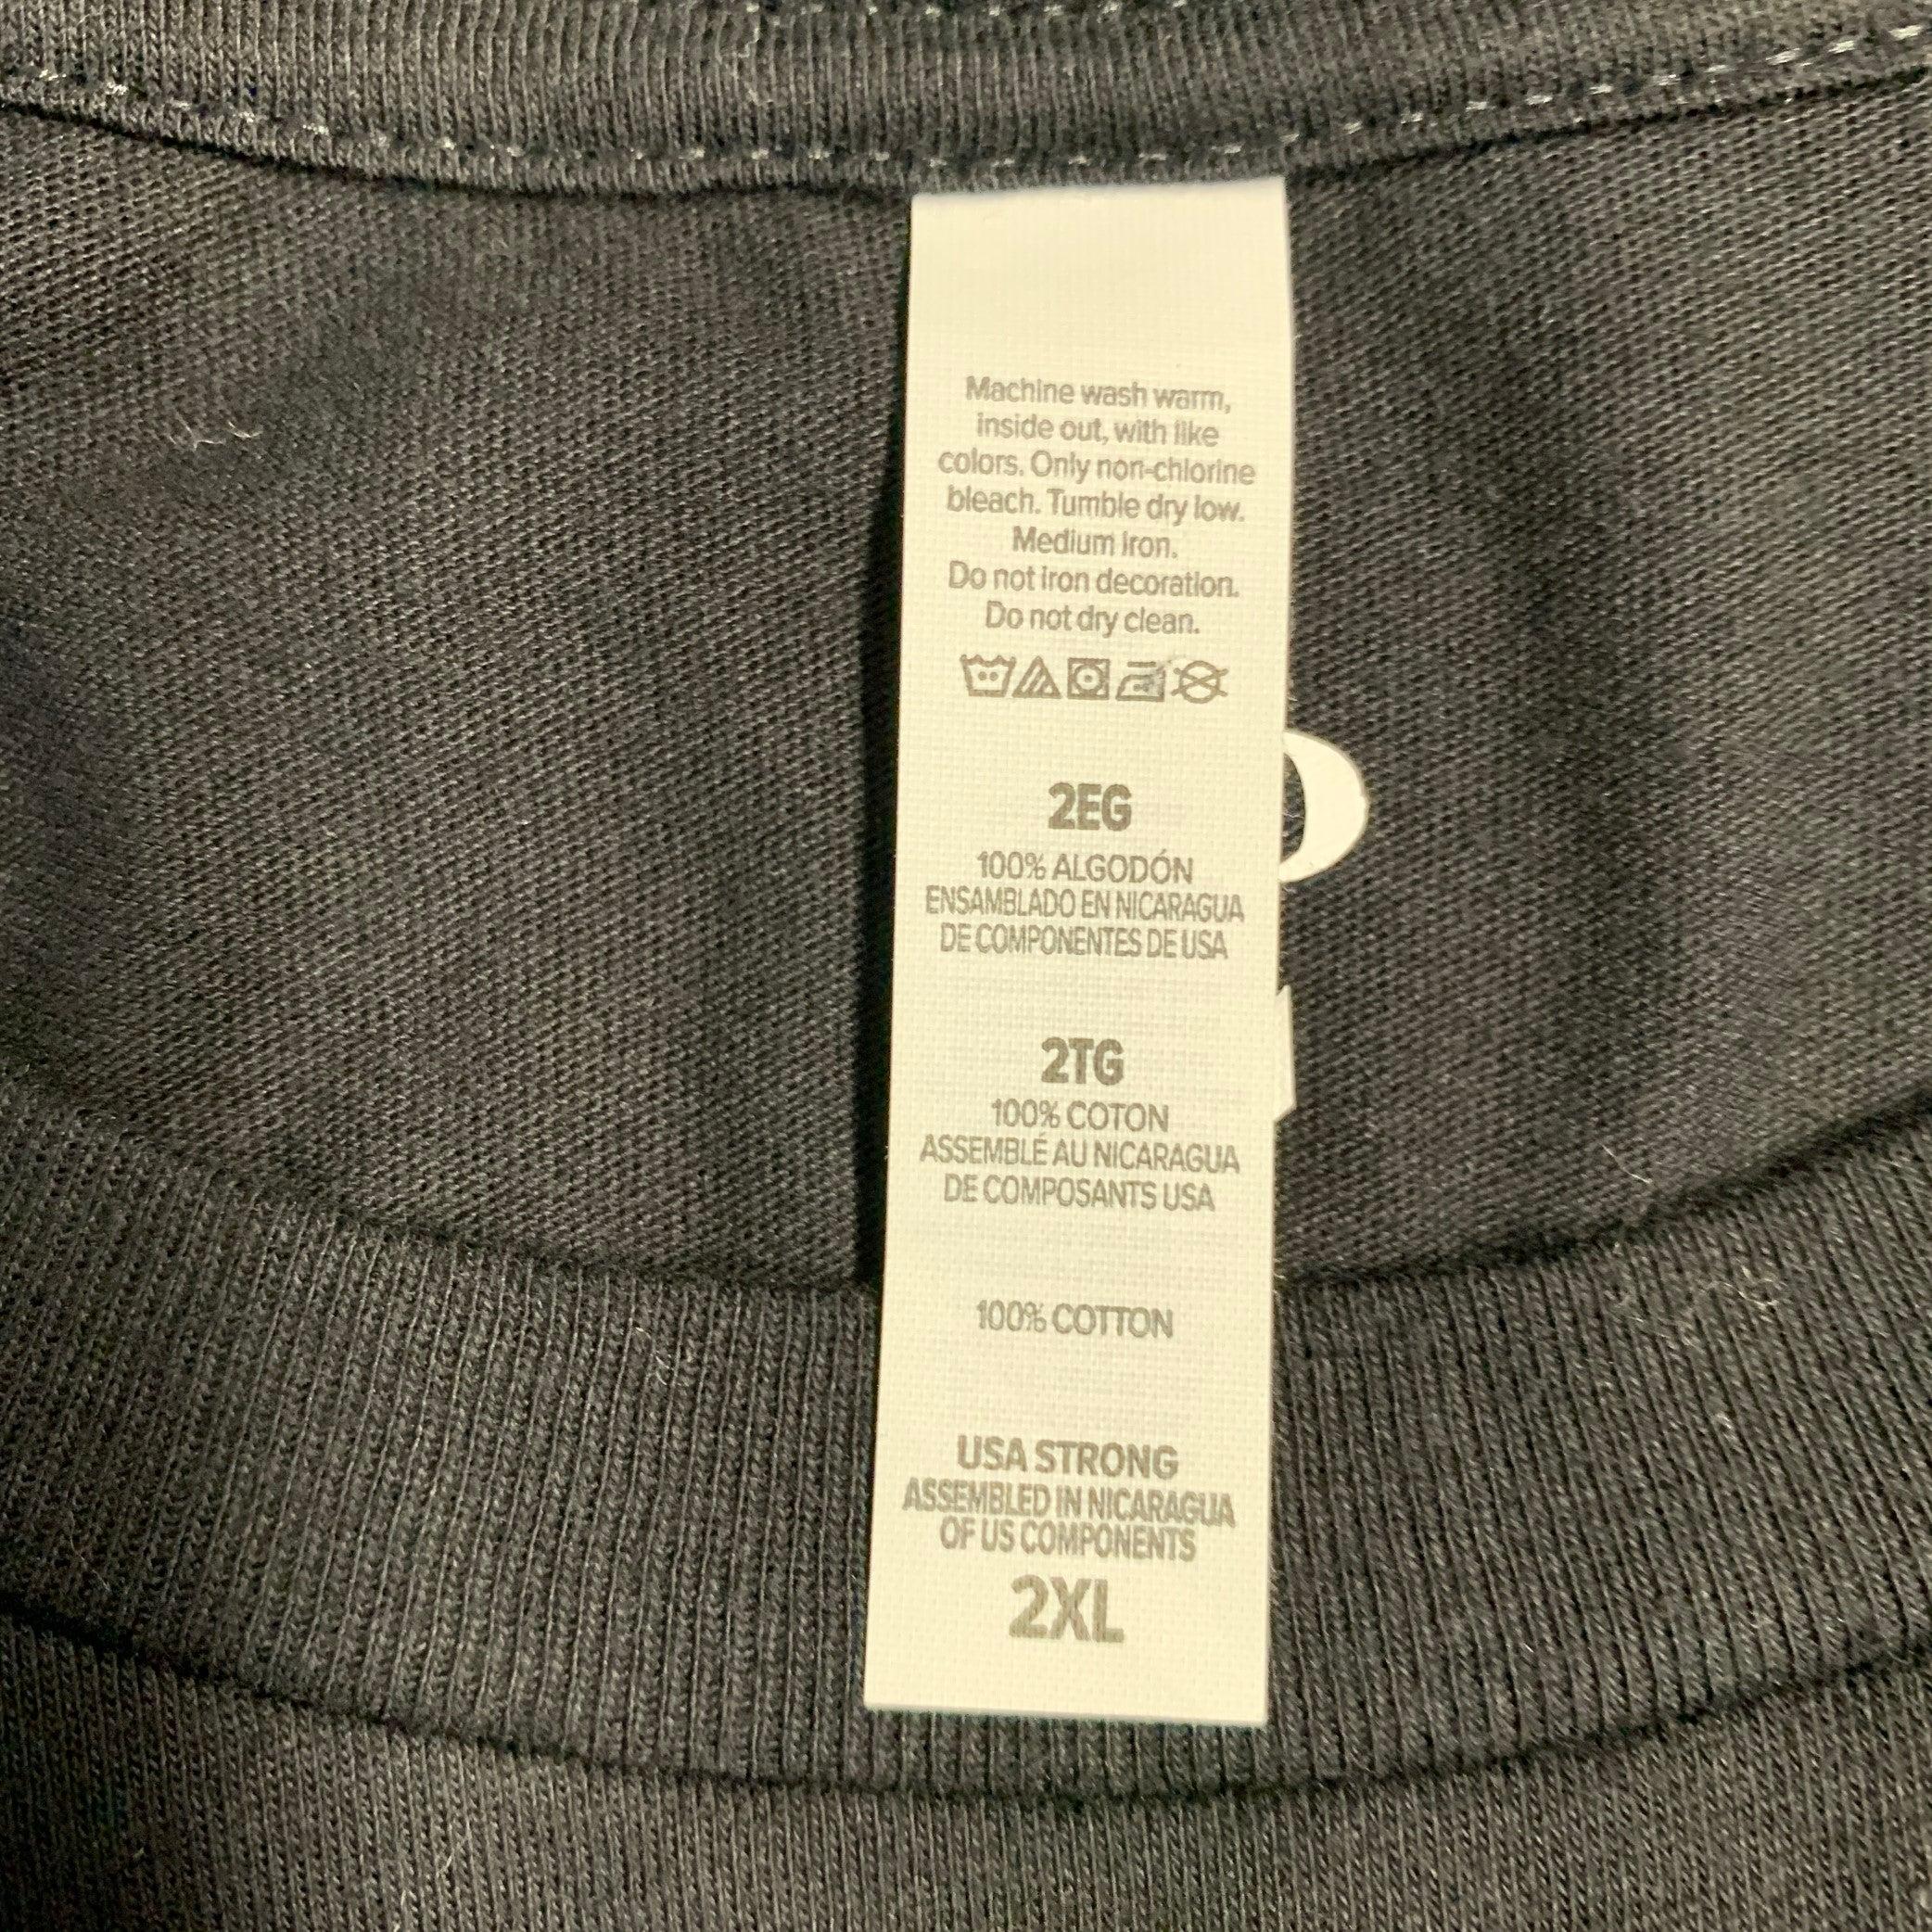 Machine wash warm,
inside out, with like
colors. Only non-chlorine
bleach. Tumble dry low.
Medium iron.
Do not iron decoration.
Do not dry clean.
2EG
100% ALGODÓN
ENSAMBLADO EN NICARAGUA
DE COMPONENTES DE USA
2TG
100% COTON
ASSEMBLÉ AU NICARAGUA
DE COMPOSANTS USA
100% COTTON
USA STRONG
ASSEMBLED IN NICARAGUA
OF US COMPONENTS
2XL